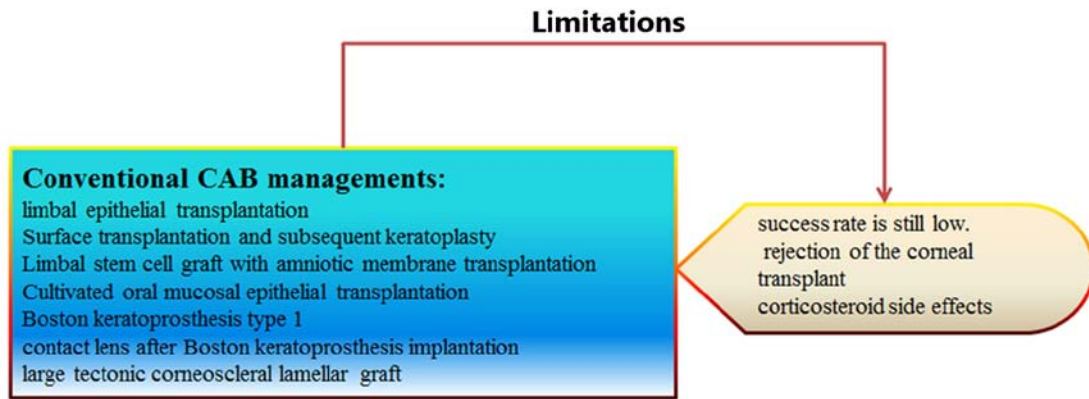 Limitations
Conventional CAB managements:
limbal epithelial transplantation
Surface transplantation and subsequent keratoplasty
Limbal stem cell graft with amniotic membrane transplantation
Cultivated oral mucosal epithelial transplantation
Boston keratoprosthesis type 1
contact lens after Boston keratoprosthesis implantation
large tectonic corneoscleral lamellar graft
success rate is still low.
rejection of the corneal
transplant
corticosteroid side effects